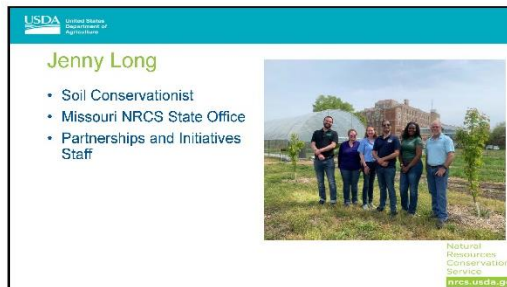 USDA United States
Department of
Agriculture
Jenny Long
• Soil Conservationist
• Missouri NRCS State Office
• Partnerships and Initiatives
Staff
Natural
Resources
Conservation
Service
nrcs.usda.g